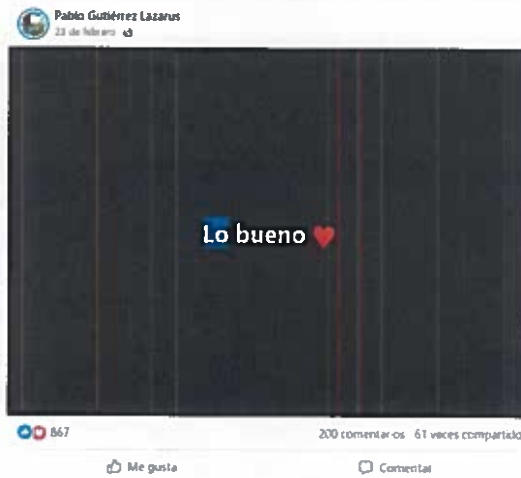 Pablo Gutiérrez Lazarus
23 de febrero
Lo bueno ❤
867
200 comentarios 61 veces compartido
Me gusta
Comentar